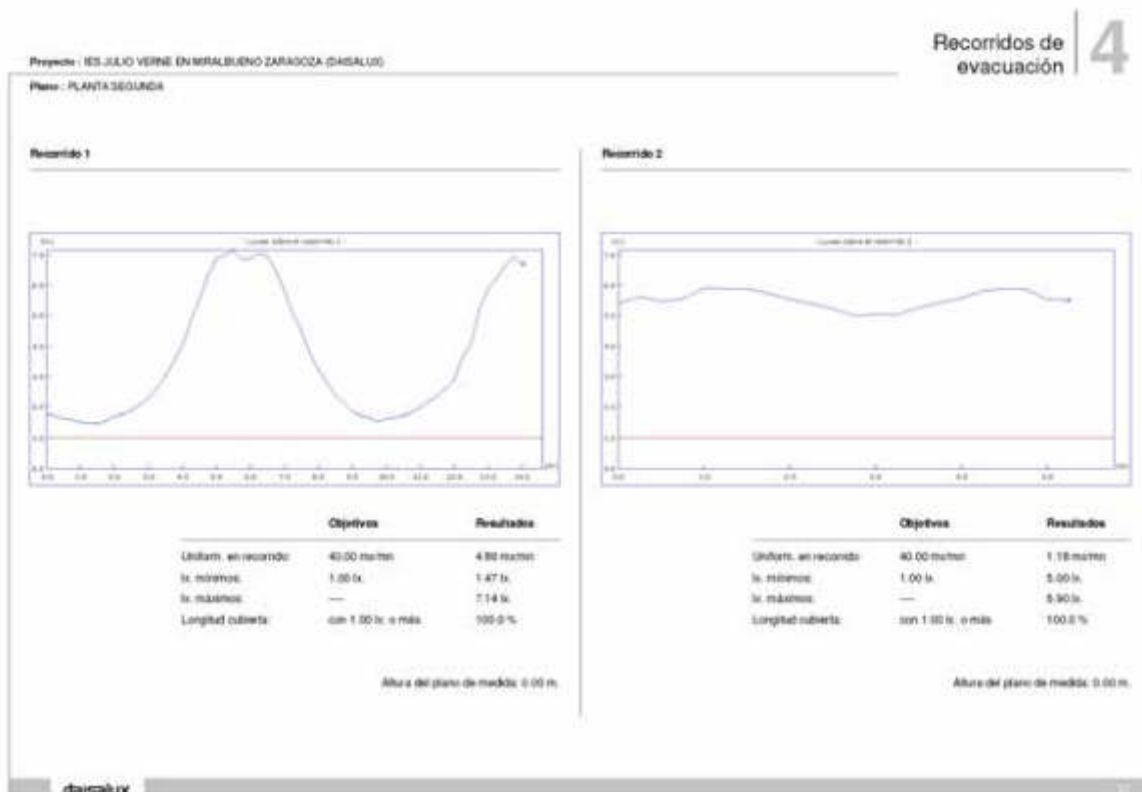 Recorridos de
evacuación
4
Proyecto : IES JULIO VERNE EN MIRALBUENO ZARAGOZA (DAISALUX)
Plano : PLANTA SEGUNDA
Recorrido 1
Objetivos Resultados
Uniform. en recorrido: 40.00 mx/mn 4.86 mx/mn
lx. mínimos: 1.00 lx. 1.47 lx.
lx. máximos: ---- 7.14 lx.
Longitud cubierta: con 1.00 lx. o más 100.0 %
Altura del plano de medida: 0.00 m.
Recorrido 2
Objetivos Resultados
Uniform. en recorrido: 40.00 mx/mn 1.18 mx/mn
lx. mínimos: 1.00 lx. 5.00 lx.
lx. máximos: ---- 5.90 lx.
Longitud cubierta: con 1.00 lx. o más 100.0 %
Altura del plano de medida: 0.00 m.
daisalux